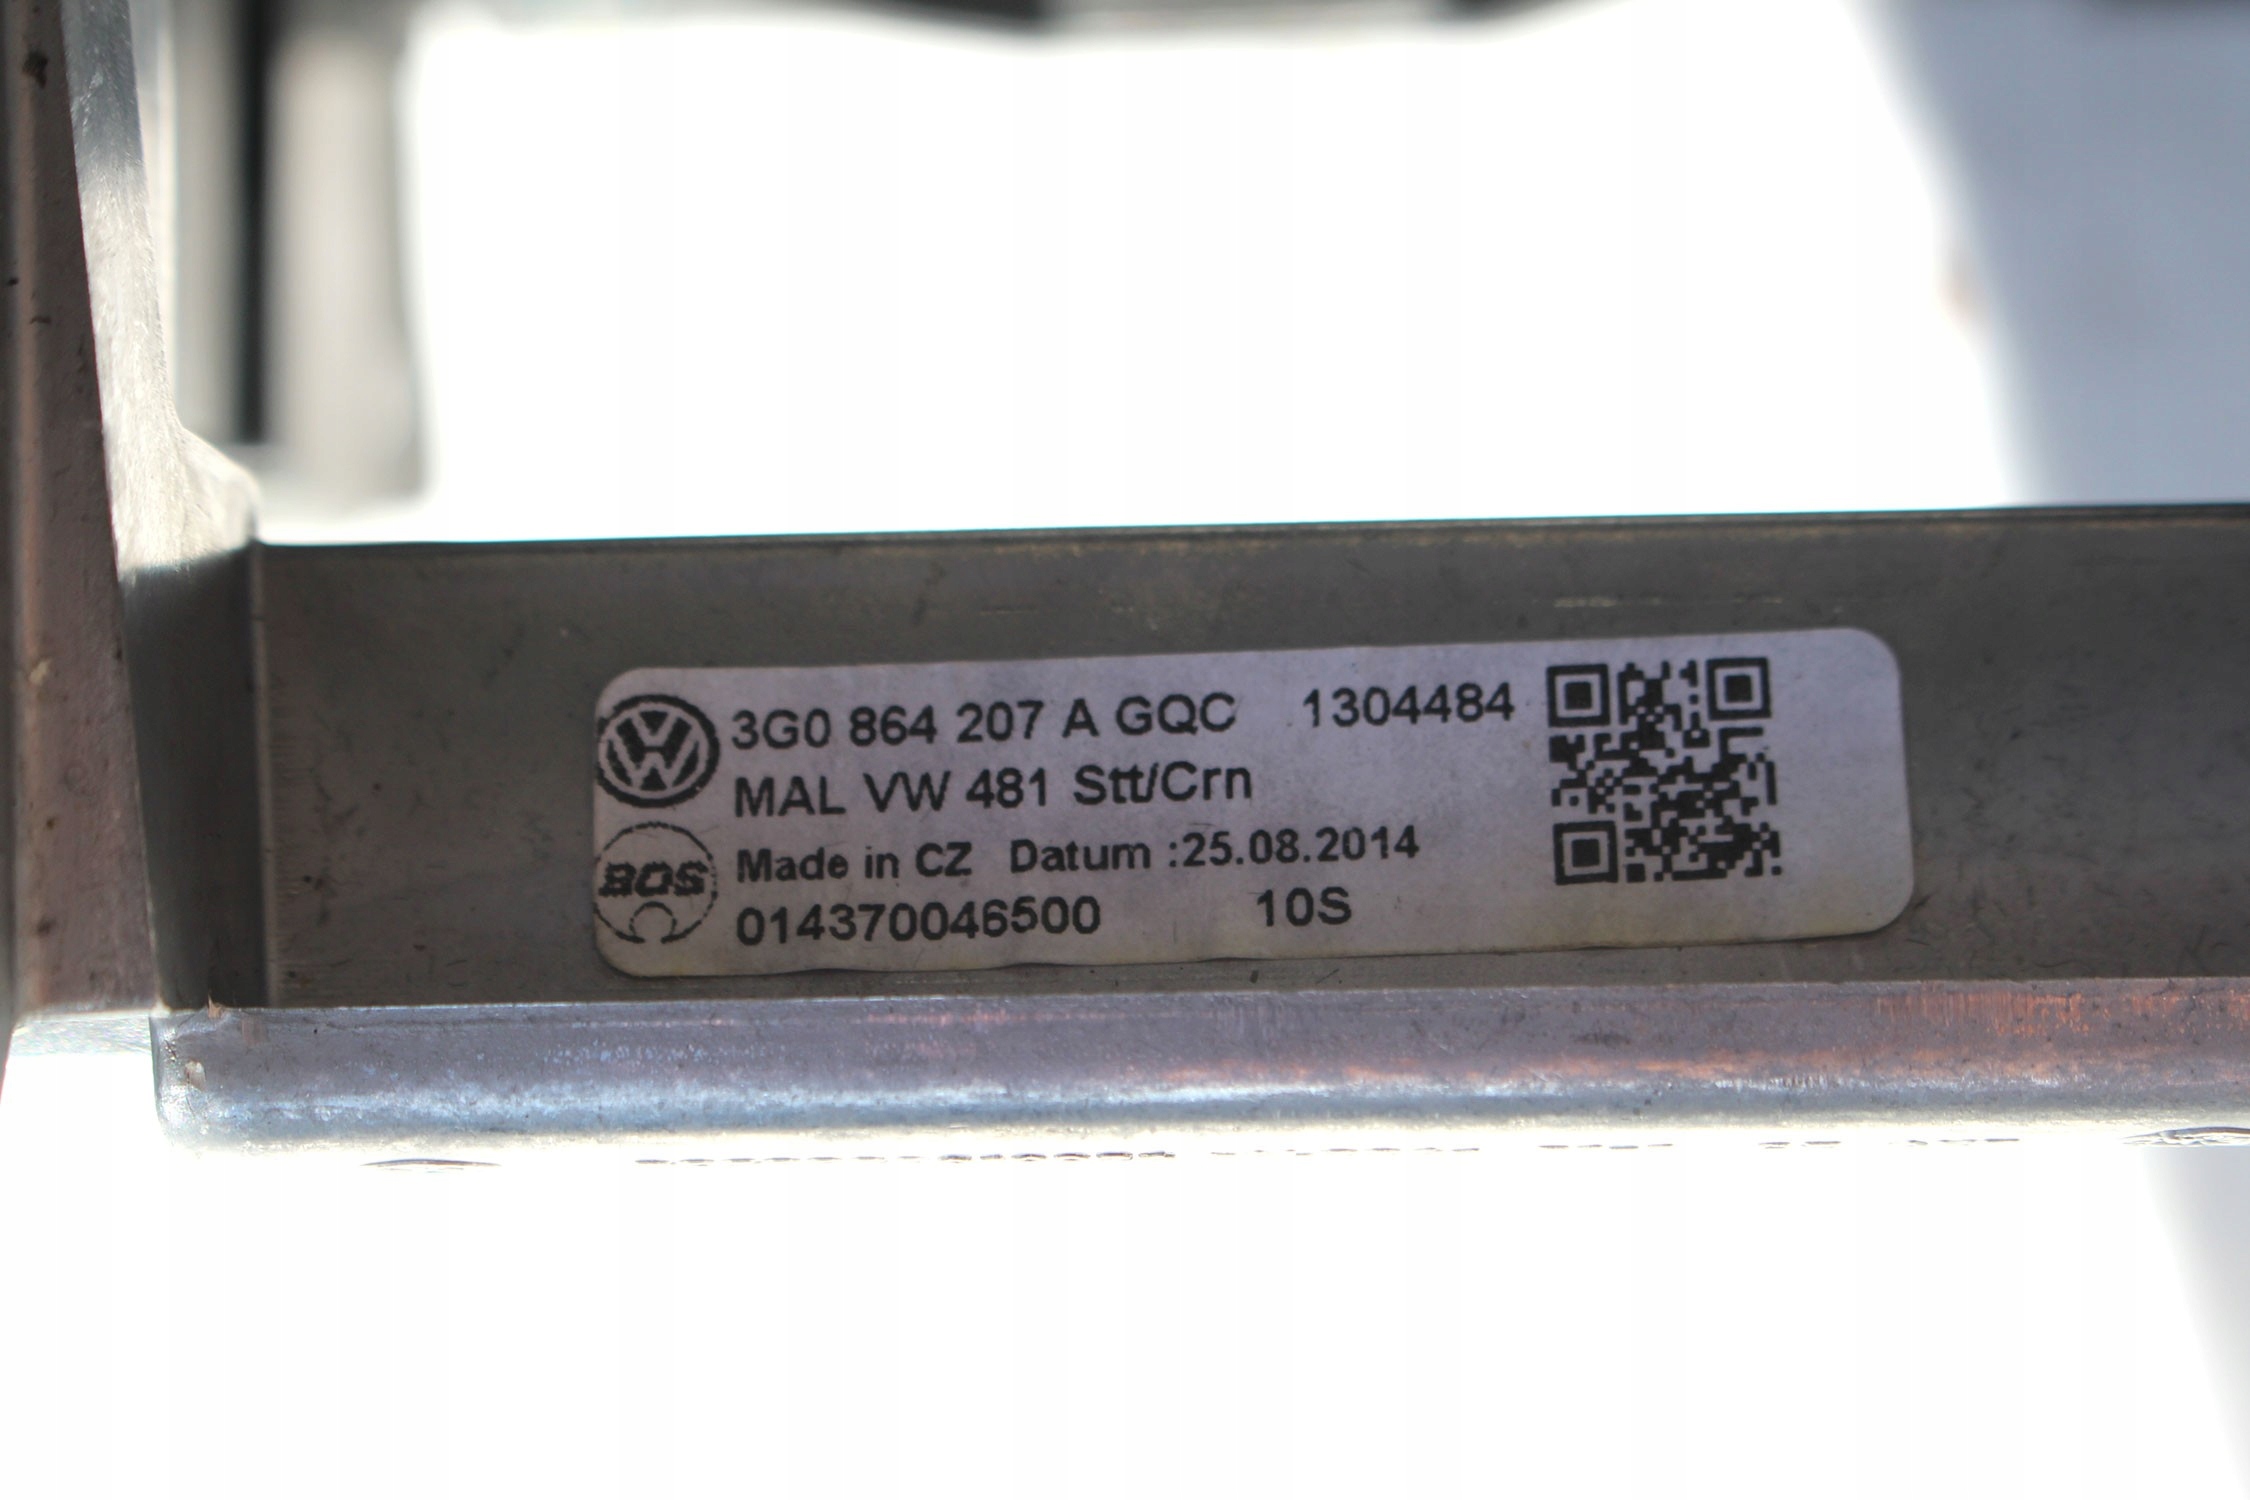 3G0 864 207 A GQC 1304484
MAL VW 481 Stt/Crn
Made in CZ Datum :25.08.2014
BOS
014370046500 10S